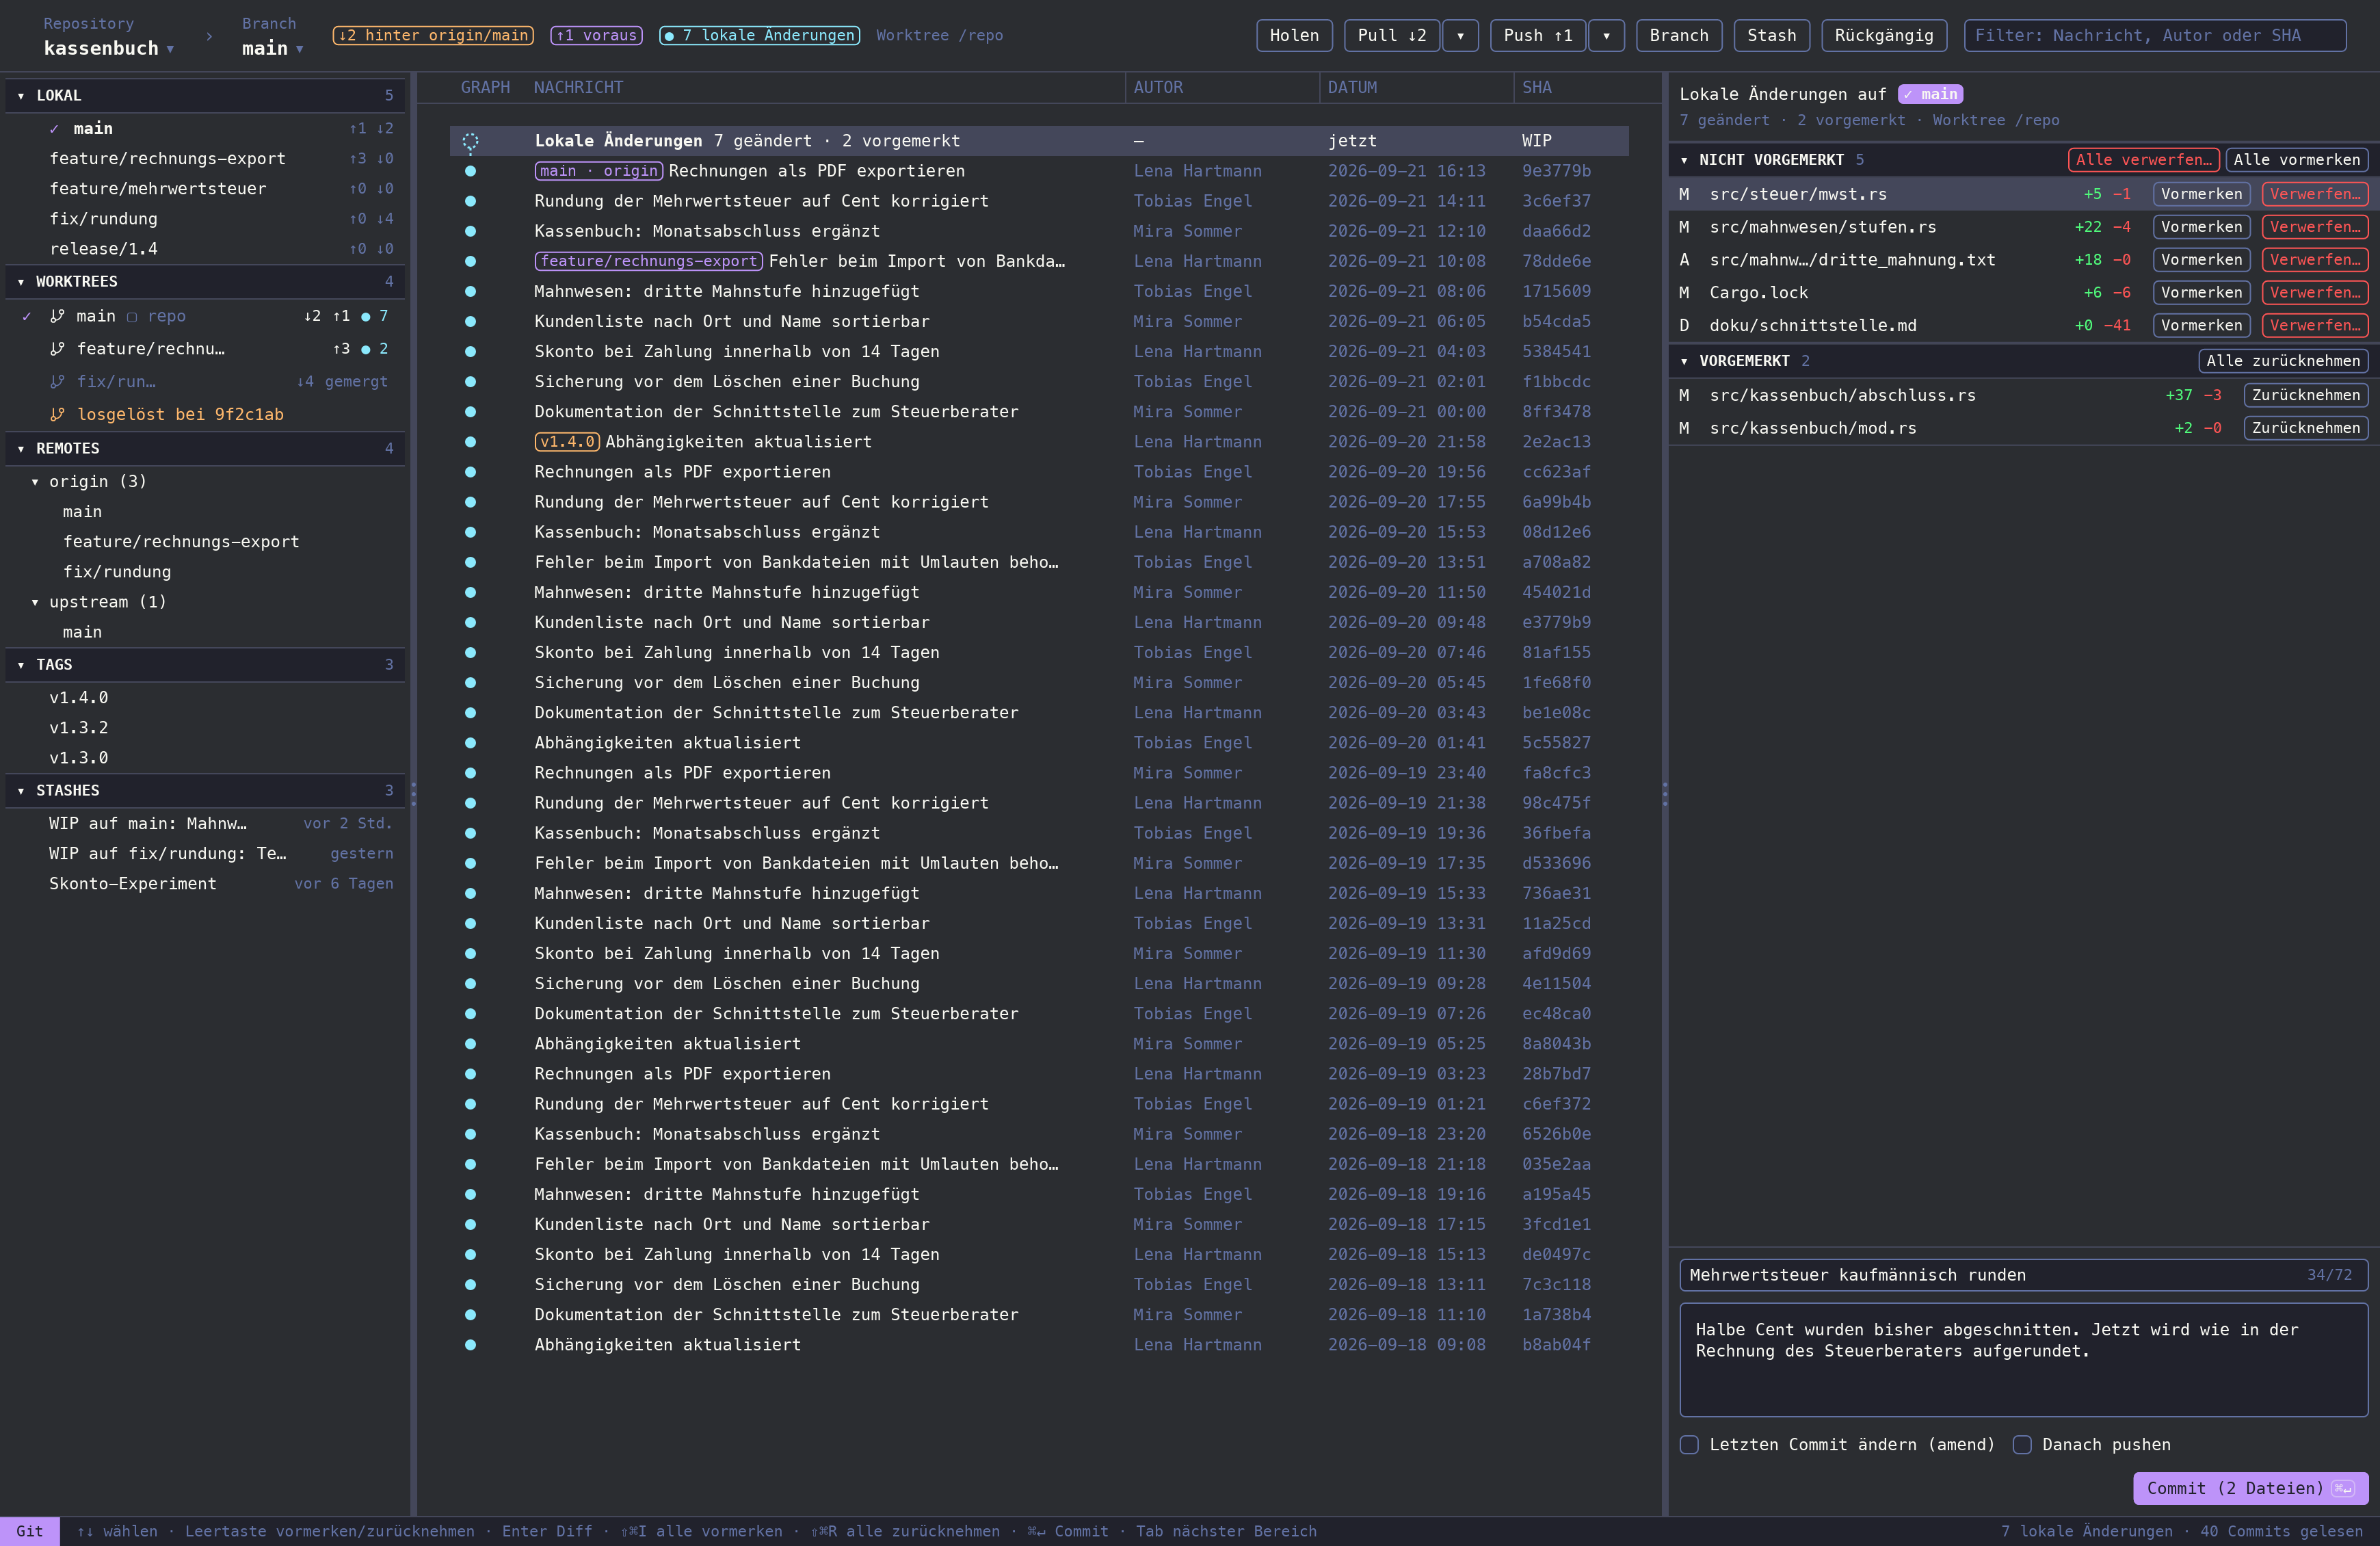 Repository
kassenbuch ▾
›
Branch
main ▾
↓2 hinter origin/main
↑1 voraus
● 7 lokale Änderungen
Worktree /repo
Holen
Pull ↓2 ▾
Push ↑1 ▾
Branch
Stash
Rückgängig
Filter: Nachricht, Autor oder SHA
▾ LOKAL 5
✓ main ↑1 ↓2
feature/rechnungs-export ↑3 ↓0
feature/mehrwertsteuer ↑0 ↓0
fix/rundung ↑0 ↓4
release/1.4 ↑0 ↓0
▾ WORKTREES 4
✓ main ▢ repo ↓2 ↑1 ● 7
feature/rechnu… ↑3 ● 2
fix/run… ↓4 gemergt
losgelöst bei 9f2c1ab
▾ REMOTES 4
▾ origin (3)
main
feature/rechnungs-export
fix/rundung
▾ upstream (1)
main
▾ TAGS 3
v1.4.0
v1.3.2
v1.3.0
▾ STASHES 3
WIP auf main: Mahnw… vor 2 Std.
WIP auf fix/rundung: Te… gestern
Skonto-Experiment vor 6 Tagen
GRAPH NACHRICHT AUTOR DATUM SHA
Lokale Änderungen 7 geändert · 2 vorgemerkt — jetzt WIP
main · origin Rechnungen als PDF exportieren Lena Hartmann 2026-09-21 16:13 9e3779b
Rundung der Mehrwertsteuer auf Cent korrigiert Tobias Engel 2026-09-21 14:11 3c6ef37
Kassenbuch: Monatsabschluss ergänzt Mira Sommer 2026-09-21 12:10 daa66d2
feature/rechnungs-export Fehler beim Import von Bankda… Lena Hartmann 2026-09-21 10:08 78dde6e
Mahnwesen: dritte Mahnstufe hinzugefügt Tobias Engel 2026-09-21 08:06 1715609
Kundenliste nach Ort und Name sortierbar Mira Sommer 2026-09-21 06:05 b54cda5
Skonto bei Zahlung innerhalb von 14 Tagen Lena Hartmann 2026-09-21 04:03 5384541
Sicherung vor dem Löschen einer Buchung Tobias Engel 2026-09-21 02:01 f1bbcdc
Dokumentation der Schnittstelle zum Steuerberater Mira Sommer 2026-09-21 00:00 8ff3478
v1.4.0 Abhängigkeiten aktualisiert Lena Hartmann 2026-09-20 21:58 2e2ac13
Rechnungen als PDF exportieren Tobias Engel 2026-09-20 19:56 cc623af
Rundung der Mehrwertsteuer auf Cent korrigiert Mira Sommer 2026-09-20 17:55 6a99b4b
Kassenbuch: Monatsabschluss ergänzt Lena Hartmann 2026-09-20 15:53 08d12e6
Fehler beim Import von Bankdateien mit Umlauten beho… Tobias Engel 2026-09-20 13:51 a708a82
Mahnwesen: dritte Mahnstufe hinzugefügt Mira Sommer 2026-09-20 11:50 454021d
Kundenliste nach Ort und Name sortierbar Lena Hartmann 2026-09-20 09:48 e3779b9
Skonto bei Zahlung innerhalb von 14 Tagen Tobias Engel 2026-09-20 07:46 81af155
Sicherung vor dem Löschen einer Buchung Mira Sommer 2026-09-20 05:45 1fe68f0
Dokumentation der Schnittstelle zum Steuerberater Lena Hartmann 2026-09-20 03:43 be1e08c
Abhängigkeiten aktualisiert Tobias Engel 2026-09-20 01:41 5c55827
Rechnungen als PDF exportieren Mira Sommer 2026-09-19 23:40 fa8cfc3
Rundung der Mehrwertsteuer auf Cent korrigiert Lena Hartmann 2026-09-19 21:38 98c475f
Kassenbuch: Monatsabschluss ergänzt Tobias Engel 2026-09-19 19:36 36fbefa
Fehler beim Import von Bankdateien mit Umlauten beho… Mira Sommer 2026-09-19 17:35 d533696
Mahnwesen: dritte Mahnstufe hinzugefügt Lena Hartmann 2026-09-19 15:33 736ae31
Kundenliste nach Ort und Name sortierbar Tobias Engel 2026-09-19 13:31 11a25cd
Skonto bei Zahlung innerhalb von 14 Tagen Mira Sommer 2026-09-19 11:30 afd9d69
Sicherung vor dem Löschen einer Buchung Lena Hartmann 2026-09-19 09:28 4e11504
Dokumentation der Schnittstelle zum Steuerberater Tobias Engel 2026-09-19 07:26 ec48ca0
Abhängigkeiten aktualisiert Mira Sommer 2026-09-19 05:25 8a8043b
Rechnungen als PDF exportieren Lena Hartmann 2026-09-19 03:23 28b7bd7
Rundung der Mehrwertsteuer auf Cent korrigiert Tobias Engel 2026-09-19 01:21 c6ef372
Kassenbuch: Monatsabschluss ergänzt Mira Sommer 2026-09-18 23:20 6526b0e
Fehler beim Import von Bankdateien mit Umlauten beho… Lena Hartmann 2026-09-18 21:18 035e2aa
Mahnwesen: dritte Mahnstufe hinzugefügt Tobias Engel 2026-09-18 19:16 a195a45
Kundenliste nach Ort und Name sortierbar Mira Sommer 2026-09-18 17:15 3fcd1e1
Skonto bei Zahlung innerhalb von 14 Tagen Lena Hartmann 2026-09-18 15:13 de0497c
Sicherung vor dem Löschen einer Buchung Tobias Engel 2026-09-18 13:11 7c3c118
Dokumentation der Schnittstelle zum Steuerberater Mira Sommer 2026-09-18 11:10 1a738b4
Abhängigkeiten aktualisiert Lena Hartmann 2026-09-18 09:08 b8ab04f
Lokale Änderungen auf ✓ main
7 geändert · 2 vorgemerkt · Worktree /repo
▾ NICHT VORGEMERKT 5 Alle verwerfen… Alle vormerken
M src/steuer/mwst.rs +5 −1 Vormerken Verwerfen…
M src/mahnwesen/stufen.rs +22 −4 Vormerken Verwerfen…
A src/mahnw…/dritte_mahnung.txt +18 −0 Vormerken Verwerfen…
M Cargo.lock +6 −6 Vormerken Verwerfen…
D doku/schnittstelle.md +0 −41 Vormerken Verwerfen…
▾ VORGEMERKT 2 Alle zurücknehmen
M src/kassenbuch/abschluss.rs +37 −3 Zurücknehmen
M src/kassenbuch/mod.rs +2 −0 Zurücknehmen
Mehrwertsteuer kaufmännisch runden 34/72
Halbe Cent wurden bisher abgeschnitten. Jetzt wird wie in der
Rechnung des Steuerberaters aufgerundet.
Letzten Commit ändern (amend)
Danach pushen
Commit (2 Dateien) ⌘↵
Git ↑↓ wählen · Leertaste vormerken/zurücknehmen · Enter Diff · ⇧⌘I alle vormerken · ⇧⌘R alle zurücknehmen · ⌘↵ Commit · Tab nächster Bereich
7 lokale Änderungen · 40 Commits gelesen